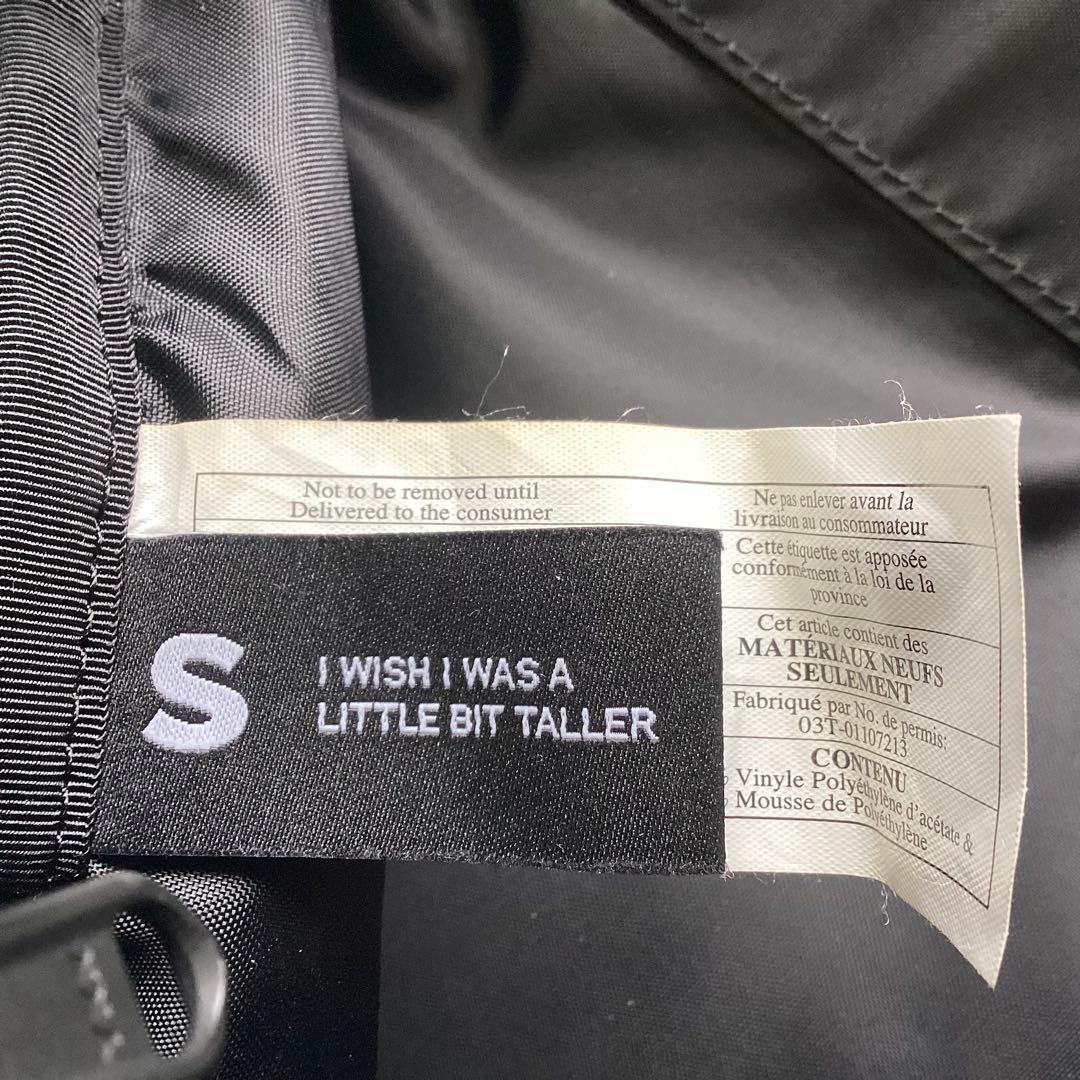 Not to be removed until
Delivered to the consumer
Ne pas enlever avant la
livraison au consommateur
Cette étiquette est apposée
conformément à la loi de la
province
Cet article contient des
MATÉRIAUX NEUFS
SEULEMENT
Fabriqué par No. de permis:
03T-01107213
CONTENU
Vinyle Polyéthylène d'acétate &
Mousse de Polyéthylène
S
I WISH I WAS A
LITTLE BIT TALLER